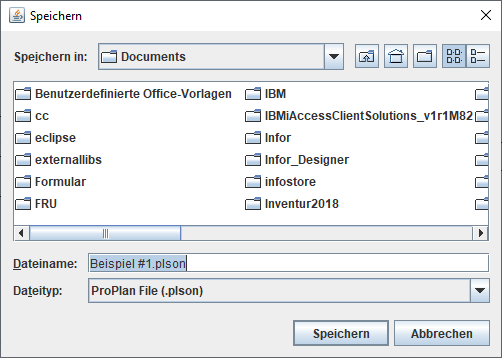 Speichern
Speichern in: Documents
Benutzerdefinierte Office-Vorlagen
cc
eclipse
externallibs
Formular
FRU
IBM
IBMiAccessClientSolutions_v1r1M82
Infor
Infor_Designer
infostore
Inventur2018
Dateiname: Beispiel #1.plson
Dateityp: ProPlan File (.plson)
Speichern Abbrechen